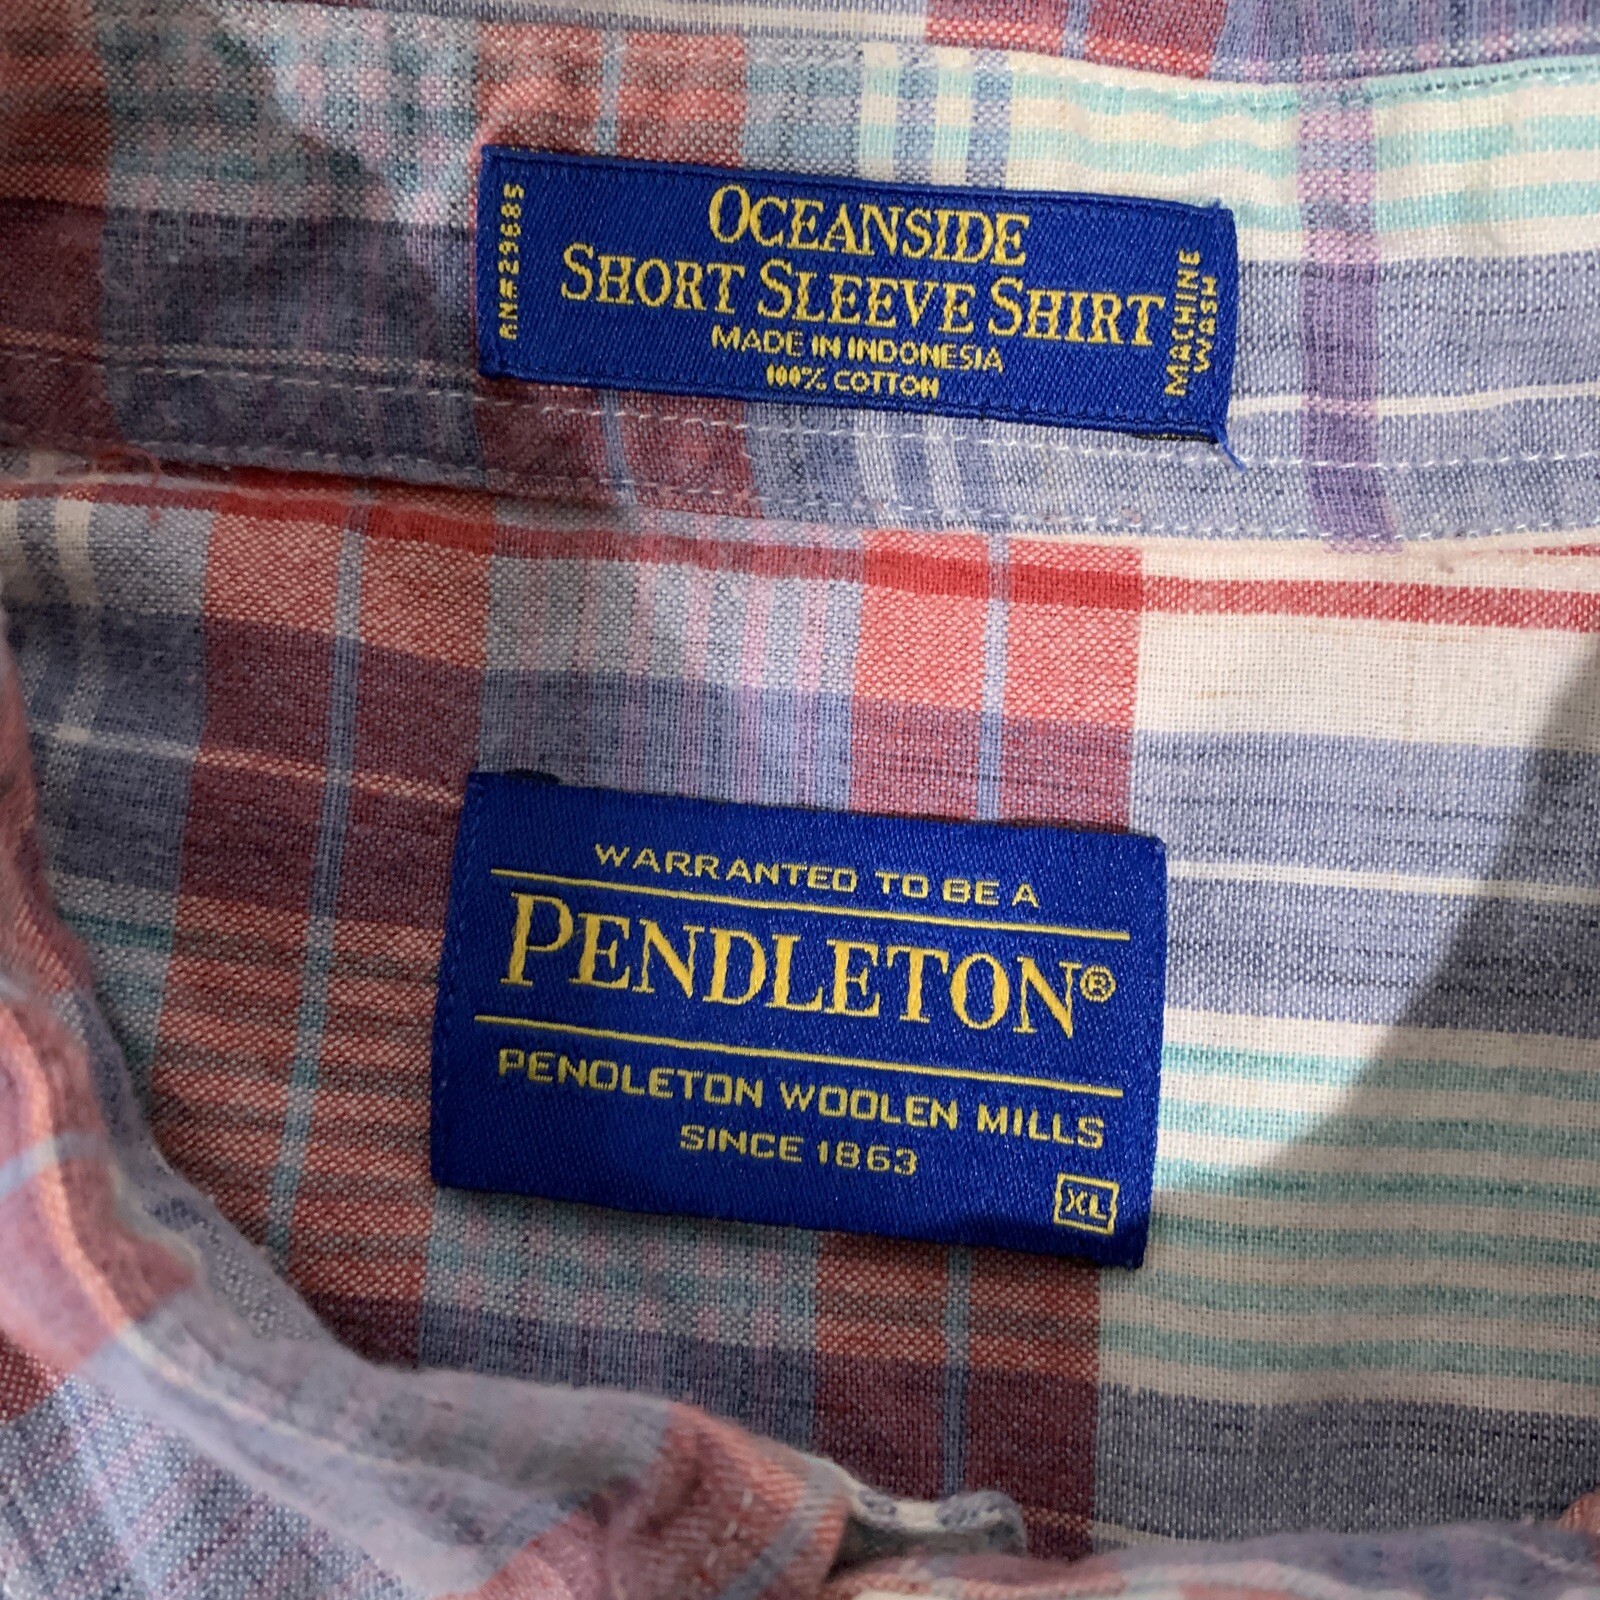 RN#29685
OCEANSIDE
SHORT SLEEVE SHIRT
MADE IN INDONESIA
100% COTTON
MACHINE
WASH
WARRANTED TO BE A
PENDLETON®
PENDLETON WOOLEN MILLS
SINCE 1863
XL